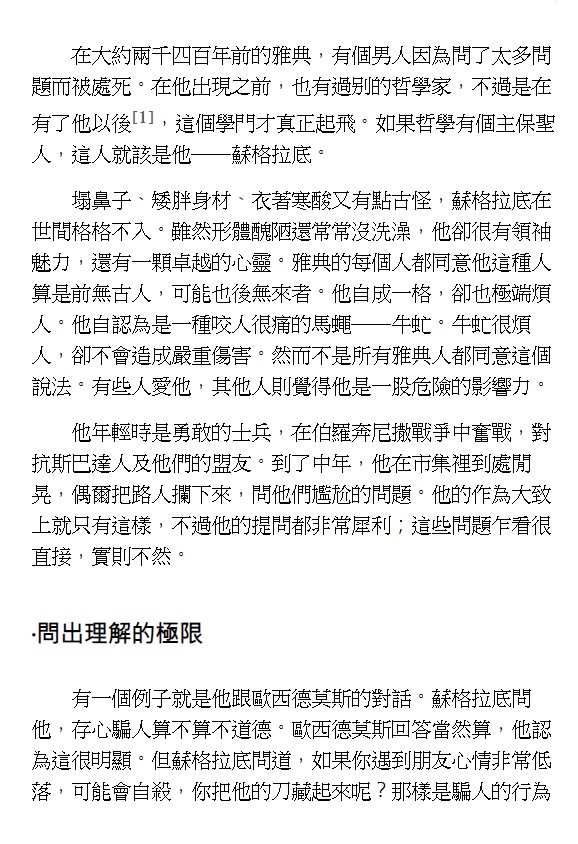 在大約兩千四百年前的雅典，有個男人因為問了太多問
題而被處死。在他出現之前，也有過別的哲學家，不過是在
有了他以後[1]，這個學門才真正起飛。如果哲學有個主保聖
人，這人就該是他——蘇格拉底。
塌鼻子、矮胖身材、衣著寒酸又有點古怪，蘇格拉底在
世間格格不入。雖然形體醜陋還常常沒洗澡，他卻很有領袖
魅力，還有一顆卓越的心靈。雅典的每個人都同意他這種人
算是前無古人，可能也後無來者。他自成一格，卻也極端煩
人。他自認為是一種咬人很痛的馬蠅——牛虻。牛虻很煩
人，卻不會造成嚴重傷害。然而不是所有雅典人都同意這個
說法。有些人愛他，其他人則覺得他是一股危險的影響力。
他年輕時是勇敢的士兵，在伯羅奔尼撒戰爭中奮戰，對
抗斯巴達人及他們的盟友。到了中年，他在市集裡到處閒
晃，偶爾把路人攔下來，問他們尷尬的問題。他的作為大致
上就只有這樣，不過他的提問都非常犀利；這些問題乍看很
直接，實則不然。
·問出理解的極限
有一個例子就是他跟歐西德莫斯的對話。蘇格拉底問
他，存心騙人算不算不道德。歐西德莫斯回答當然算，他認
為這很明顯。但蘇格拉底問道，如果你遇到朋友心情非常低
落，可能會自殺，你把他的刀藏起來呢？那樣是騙人的行為